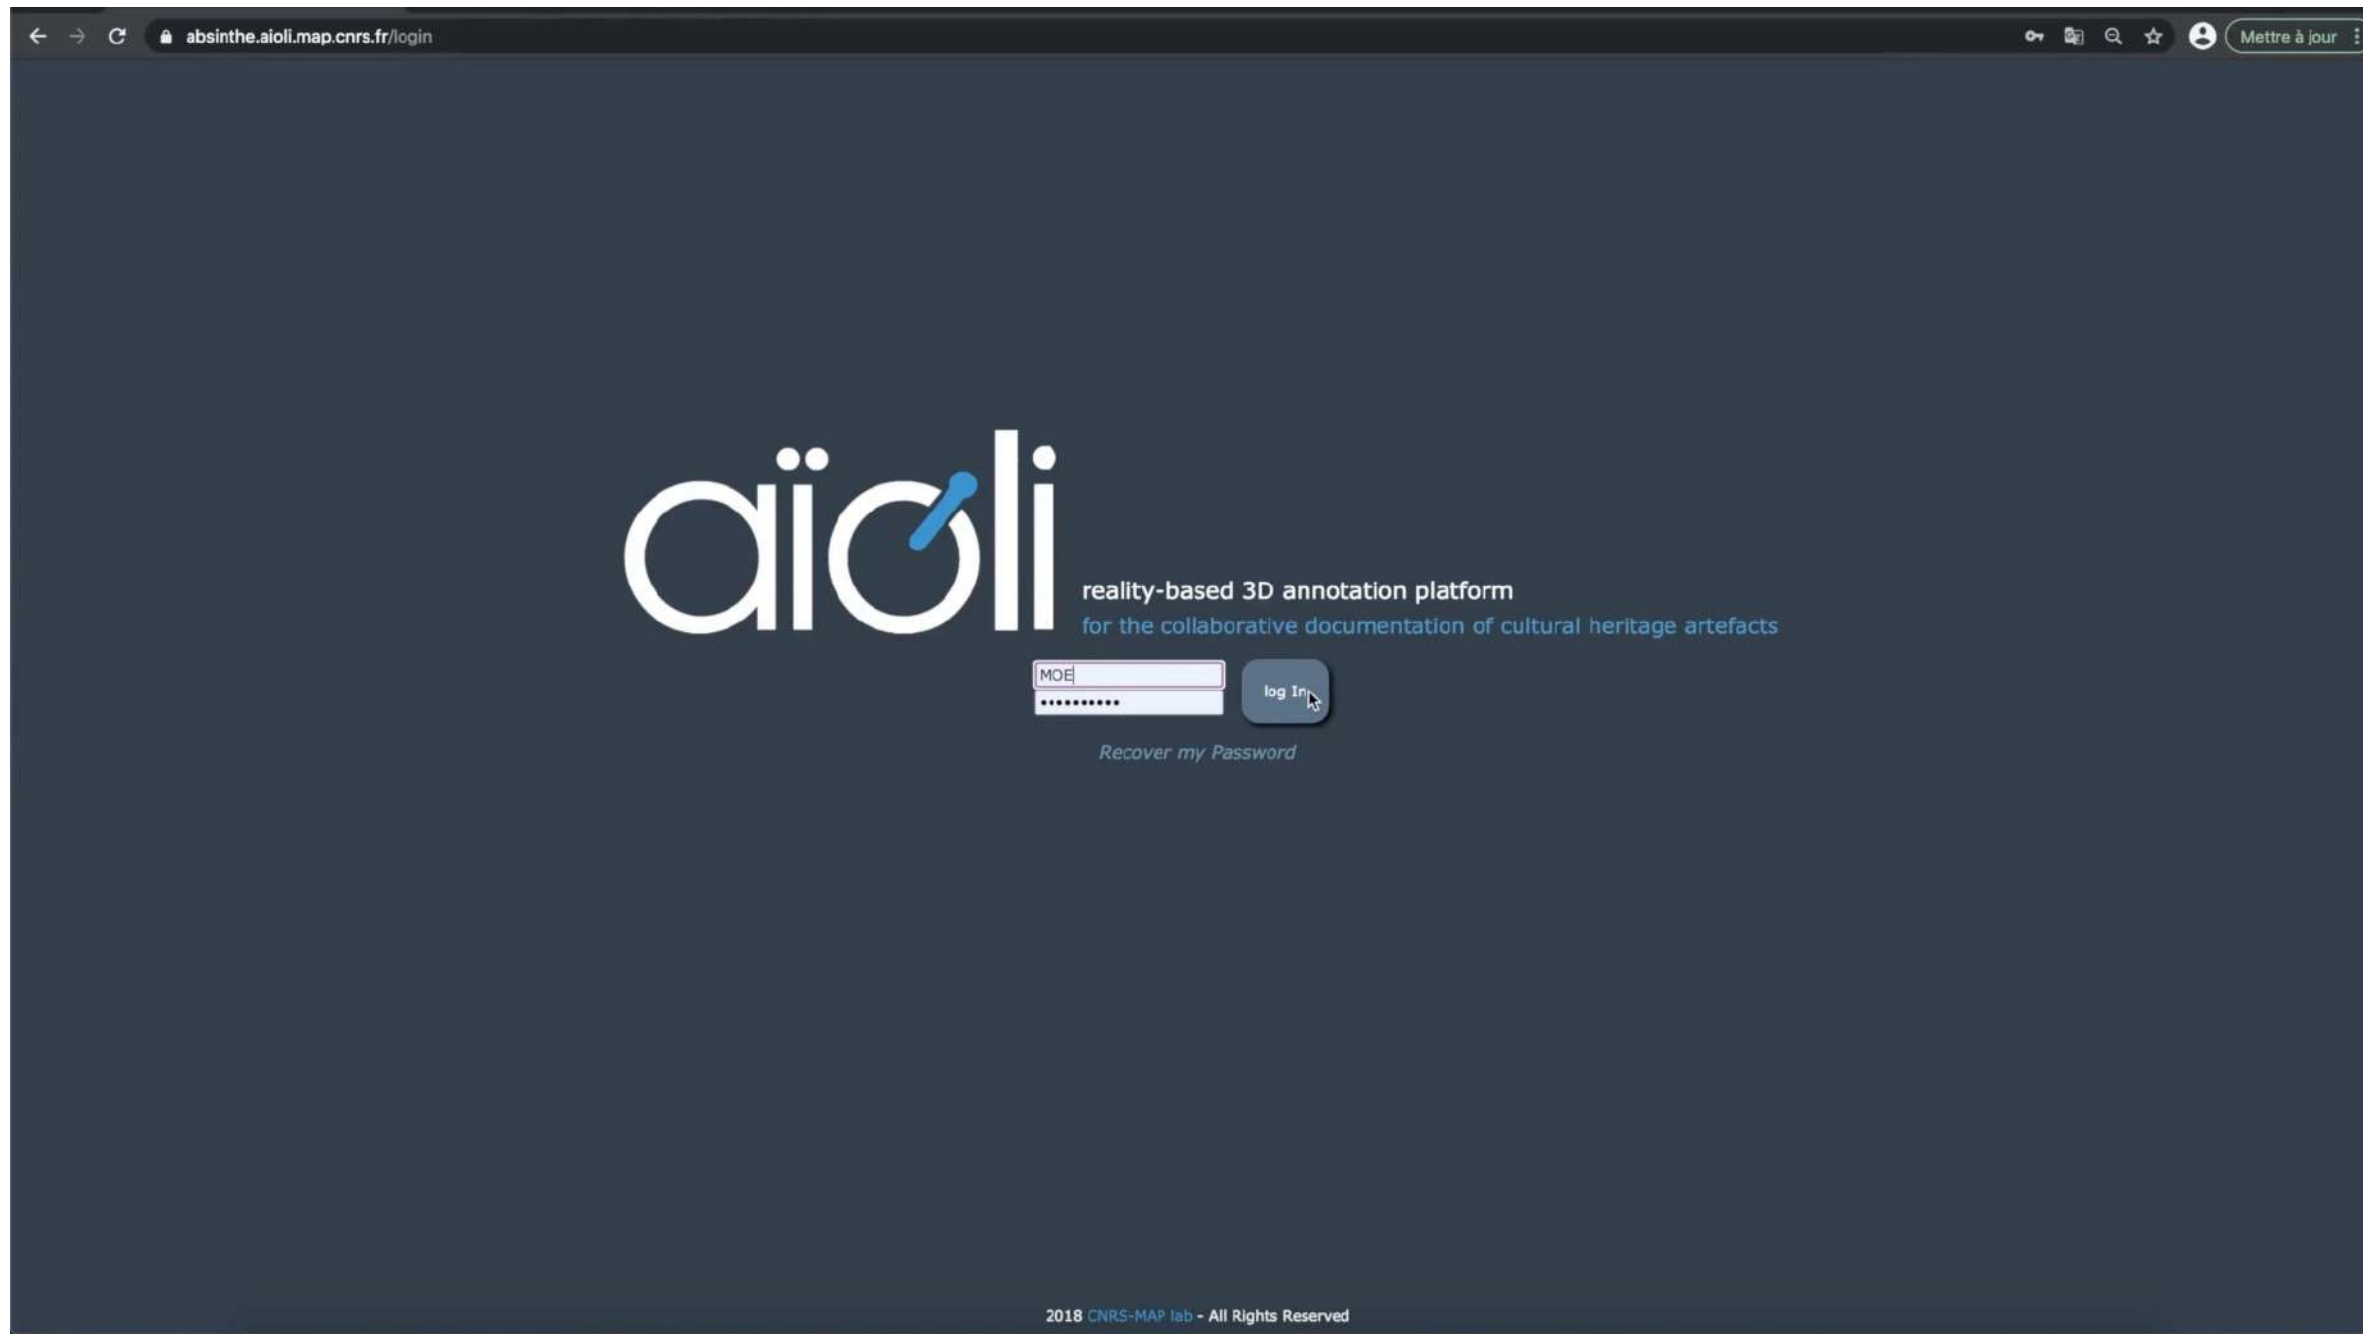 absinthe.aioli.map.cnrs.fr/login
Mettre à jour
aïoli
reality-based 3D annotation platform
for the collaborative documentation of cultural heritage artefacts
MOE
••••••••••
log In
Recover my Password
2018 CNRS-MAP lab - All Rights Reserved